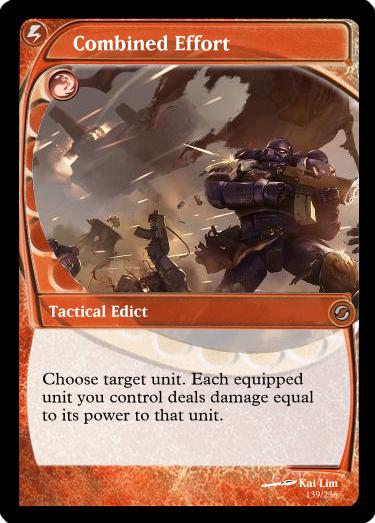 Combined Effort
Tactical Edict
Choose target unit. Each equipped
unit you control deals damage equal
to its power to that unit.
Kai Lim
139/236